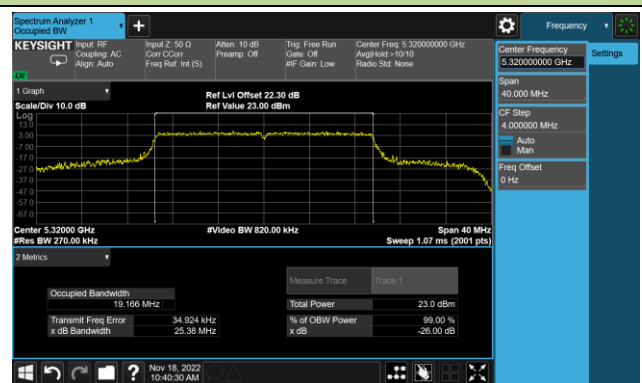 Spectrum Analyzer 1
Occupied BW
Frequency
KEYSIGHT
Input: RF
Coupling: AC
Align: Auto
Input Z: 50 Ω
Corr CCorr
Freq Ref: Int (S)
Atten: 10 dB
Preamp: Off
Trig: Free Run
Gate: Off
#IF Gain: Low
Center Freq: 5.320000000 GHz
Avg|Hold:>10/10
Radio Std: None
Center Frequency
5.320000000 GHz
Settings
Span
40.000 MHz
CF Step
4.000000 MHz
Auto
Man
Freq Offset
0 Hz
1 Graph
Scale/Div 10.0 dB
Ref Lvl Offset 22.30 dB
Ref Value 23.00 dBm
Log
13.0
3.00
-7.00
-17.0
-27.0
-37.0
-47.0
-57.0
-67.0
Center 5.32000 GHz
#Res BW 270.00 kHz
#Video BW 820.00 kHz
Span 40 MHz
Sweep 1.07 ms (2001 pts)
2 Metrics
Measure Trace
Trace 1
Occupied Bandwidth
19.166 MHz
Total Power
23.0 dBm
Transmit Freq Error
34.924 kHz
% of OBW Power
99.00 %
x dB Bandwidth
25.38 MHz
x dB
-26.00 dB
Nov 18, 2022
10:40:30 AM